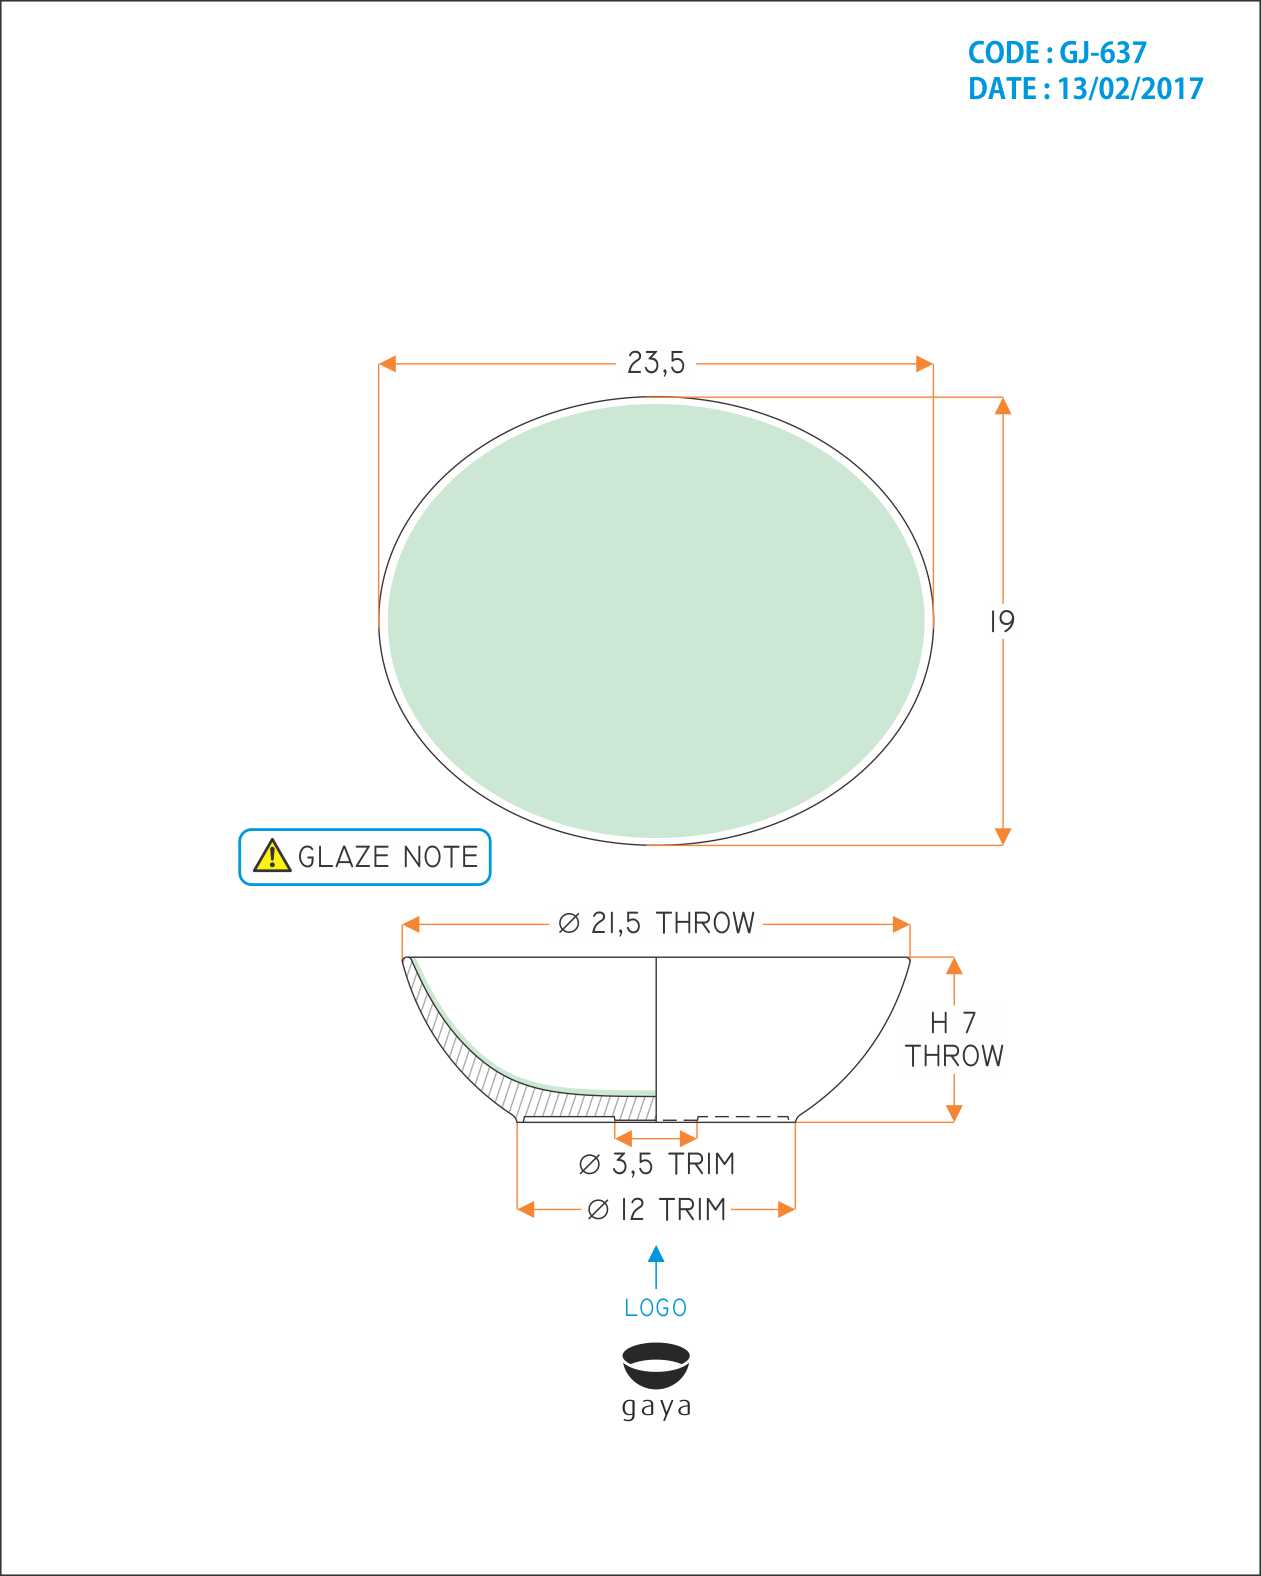 CODE : GJ-637
DATE : 13/02/2017
23,5
19
GLAZE NOTE
Ø 21,5 THROW
H 7
THROW
Ø 3,5 TRIM
Ø 12 TRIM
LOGO
gaya